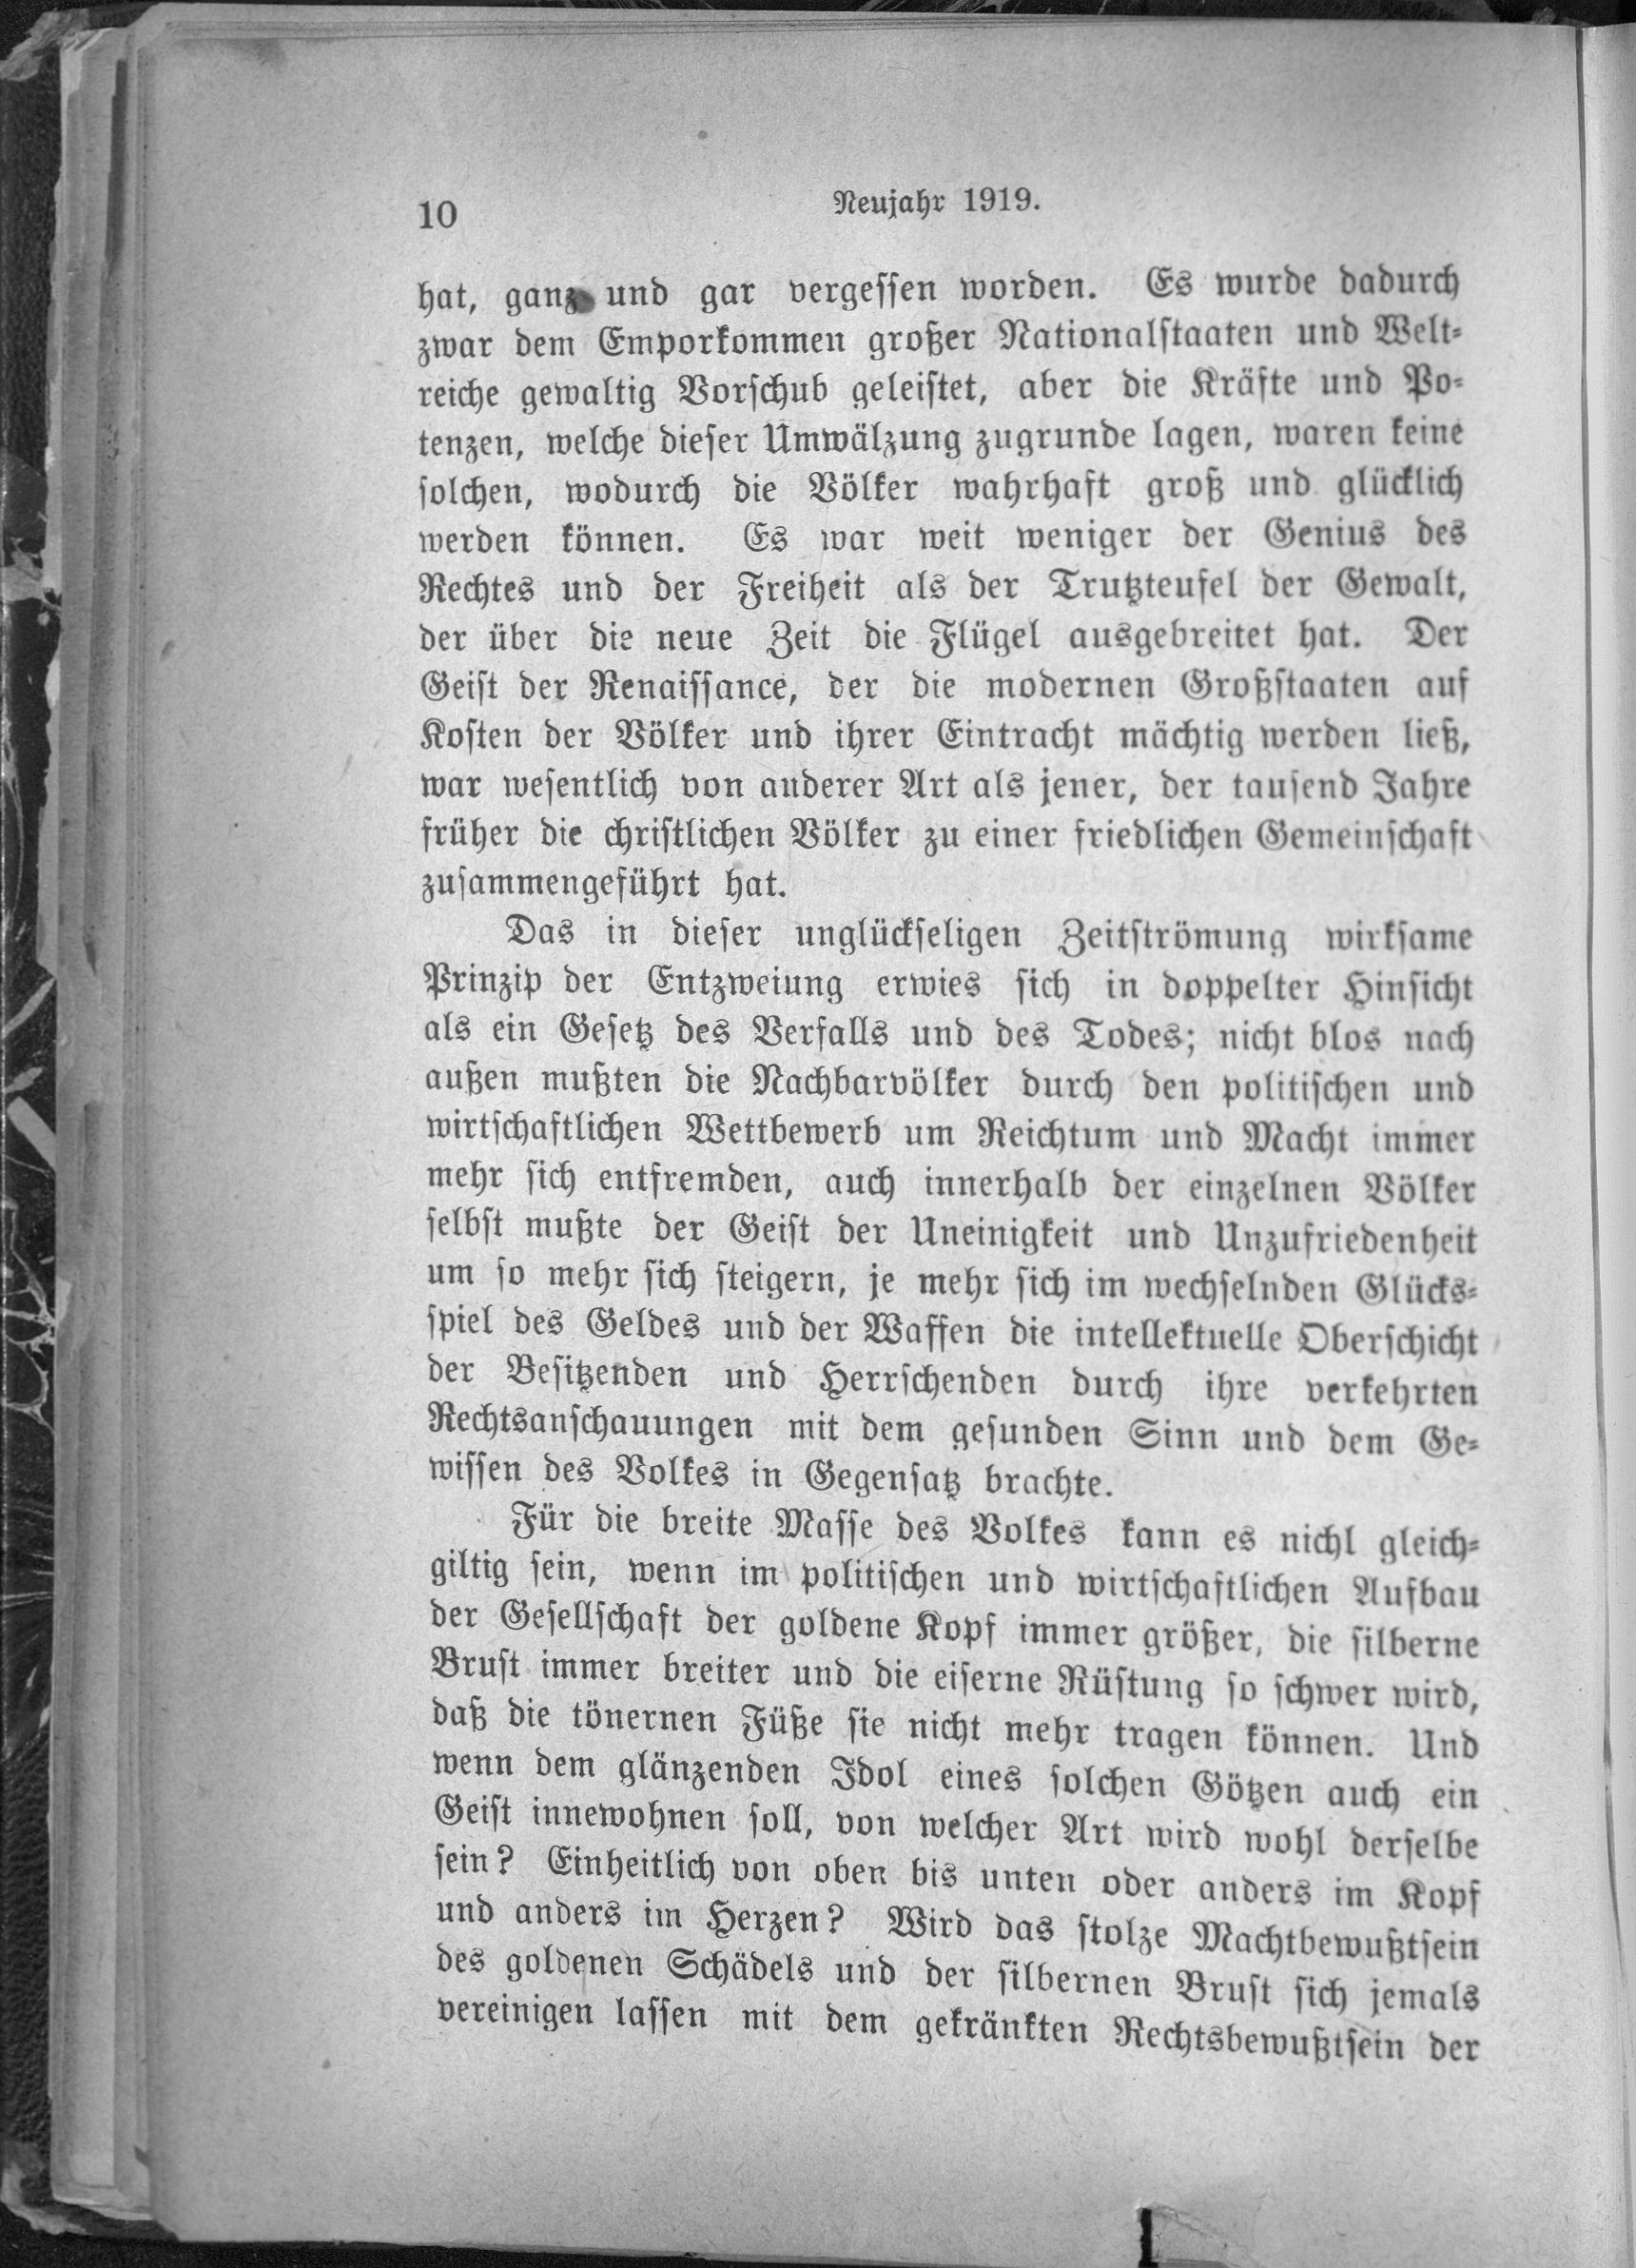 10
Neujahr 1919.
hat, ganz und gar vergessen worden. Es wurde dadurch
zwar dem Emporkommen großer Nationalstaaten und Welt-
reiche gewaltig Vorschub geleistet, aber die Kräfte und Po-
tenzen, welche dieser Umwälzung zugrunde lagen, waren keine
solchen, wodurch die Völker wahrhaft groß und glücklich
werden können. Es war weit weniger der Genius des
Rechtes und der Freiheit als der Trutzteufel der Gewalt,
der über die neue Zeit die Flügel ausgebreitet hat. Der
Geist der Renaissance, der die modernen Großstaaten auf
Kosten der Völker und ihrer Eintracht mächtig werden ließ,
war wesentlich von anderer Art als jener, der tausend Jahre
früher die christlichen Völker zu einer friedlichen Gemeinschaft
zusammengeführt hat.
Das in dieser unglückseligen Zeitströmung wirksame
Prinzip der Entzweiung erwies sich in doppelter Hinsicht
als ein Gesetz des Verfalls und des Todes; nicht blos nach
außen mußten die Nachbarvölker durch den politischen und
wirtschaftlichen Wettbewerb um Reichtum und Macht immer
mehr sich entfremden, auch innerhalb der einzelnen Völker
selbst mußte der Geist der Uneinigkeit und Unzufriedenheit
um so mehr sich steigern, je mehr sich im wechselnden Glücks-
spiel des Geldes und der Waffen die intellektuelle Oberschicht
der Besitzenden und Herrschenden durch ihre verkehrten
Rechtsanschauungen mit dem gesunden Sinn und dem Ge-
wissen des Volkes in Gegensatz brachte.
Für die breite Masse des Volkes kann es nichl gleich-
giltig sein, wenn im politischen und wirtschaftlichen Aufbau
der Gesellschaft der goldene Kopf immer größer, die silberne
Brust immer breiter und die eiserne Rüstung so schwer wird,
daß die tönernen Füße sie nicht mehr tragen können. Und
wenn dem glänzenden Idol eines solchen Götzen auch ein
Geist innewohnen soll, von welcher Art wird wohl derselbe
sein? Einheitlich von oben bis unten oder anders im Kopf
und anders im Herzen? Wird das stolze Machtbewußtsein
des goldenen Schädels und der silbernen Brust sich jemals
vereinigen lassen mit dem gekränkten Rechtsbewußtsein der